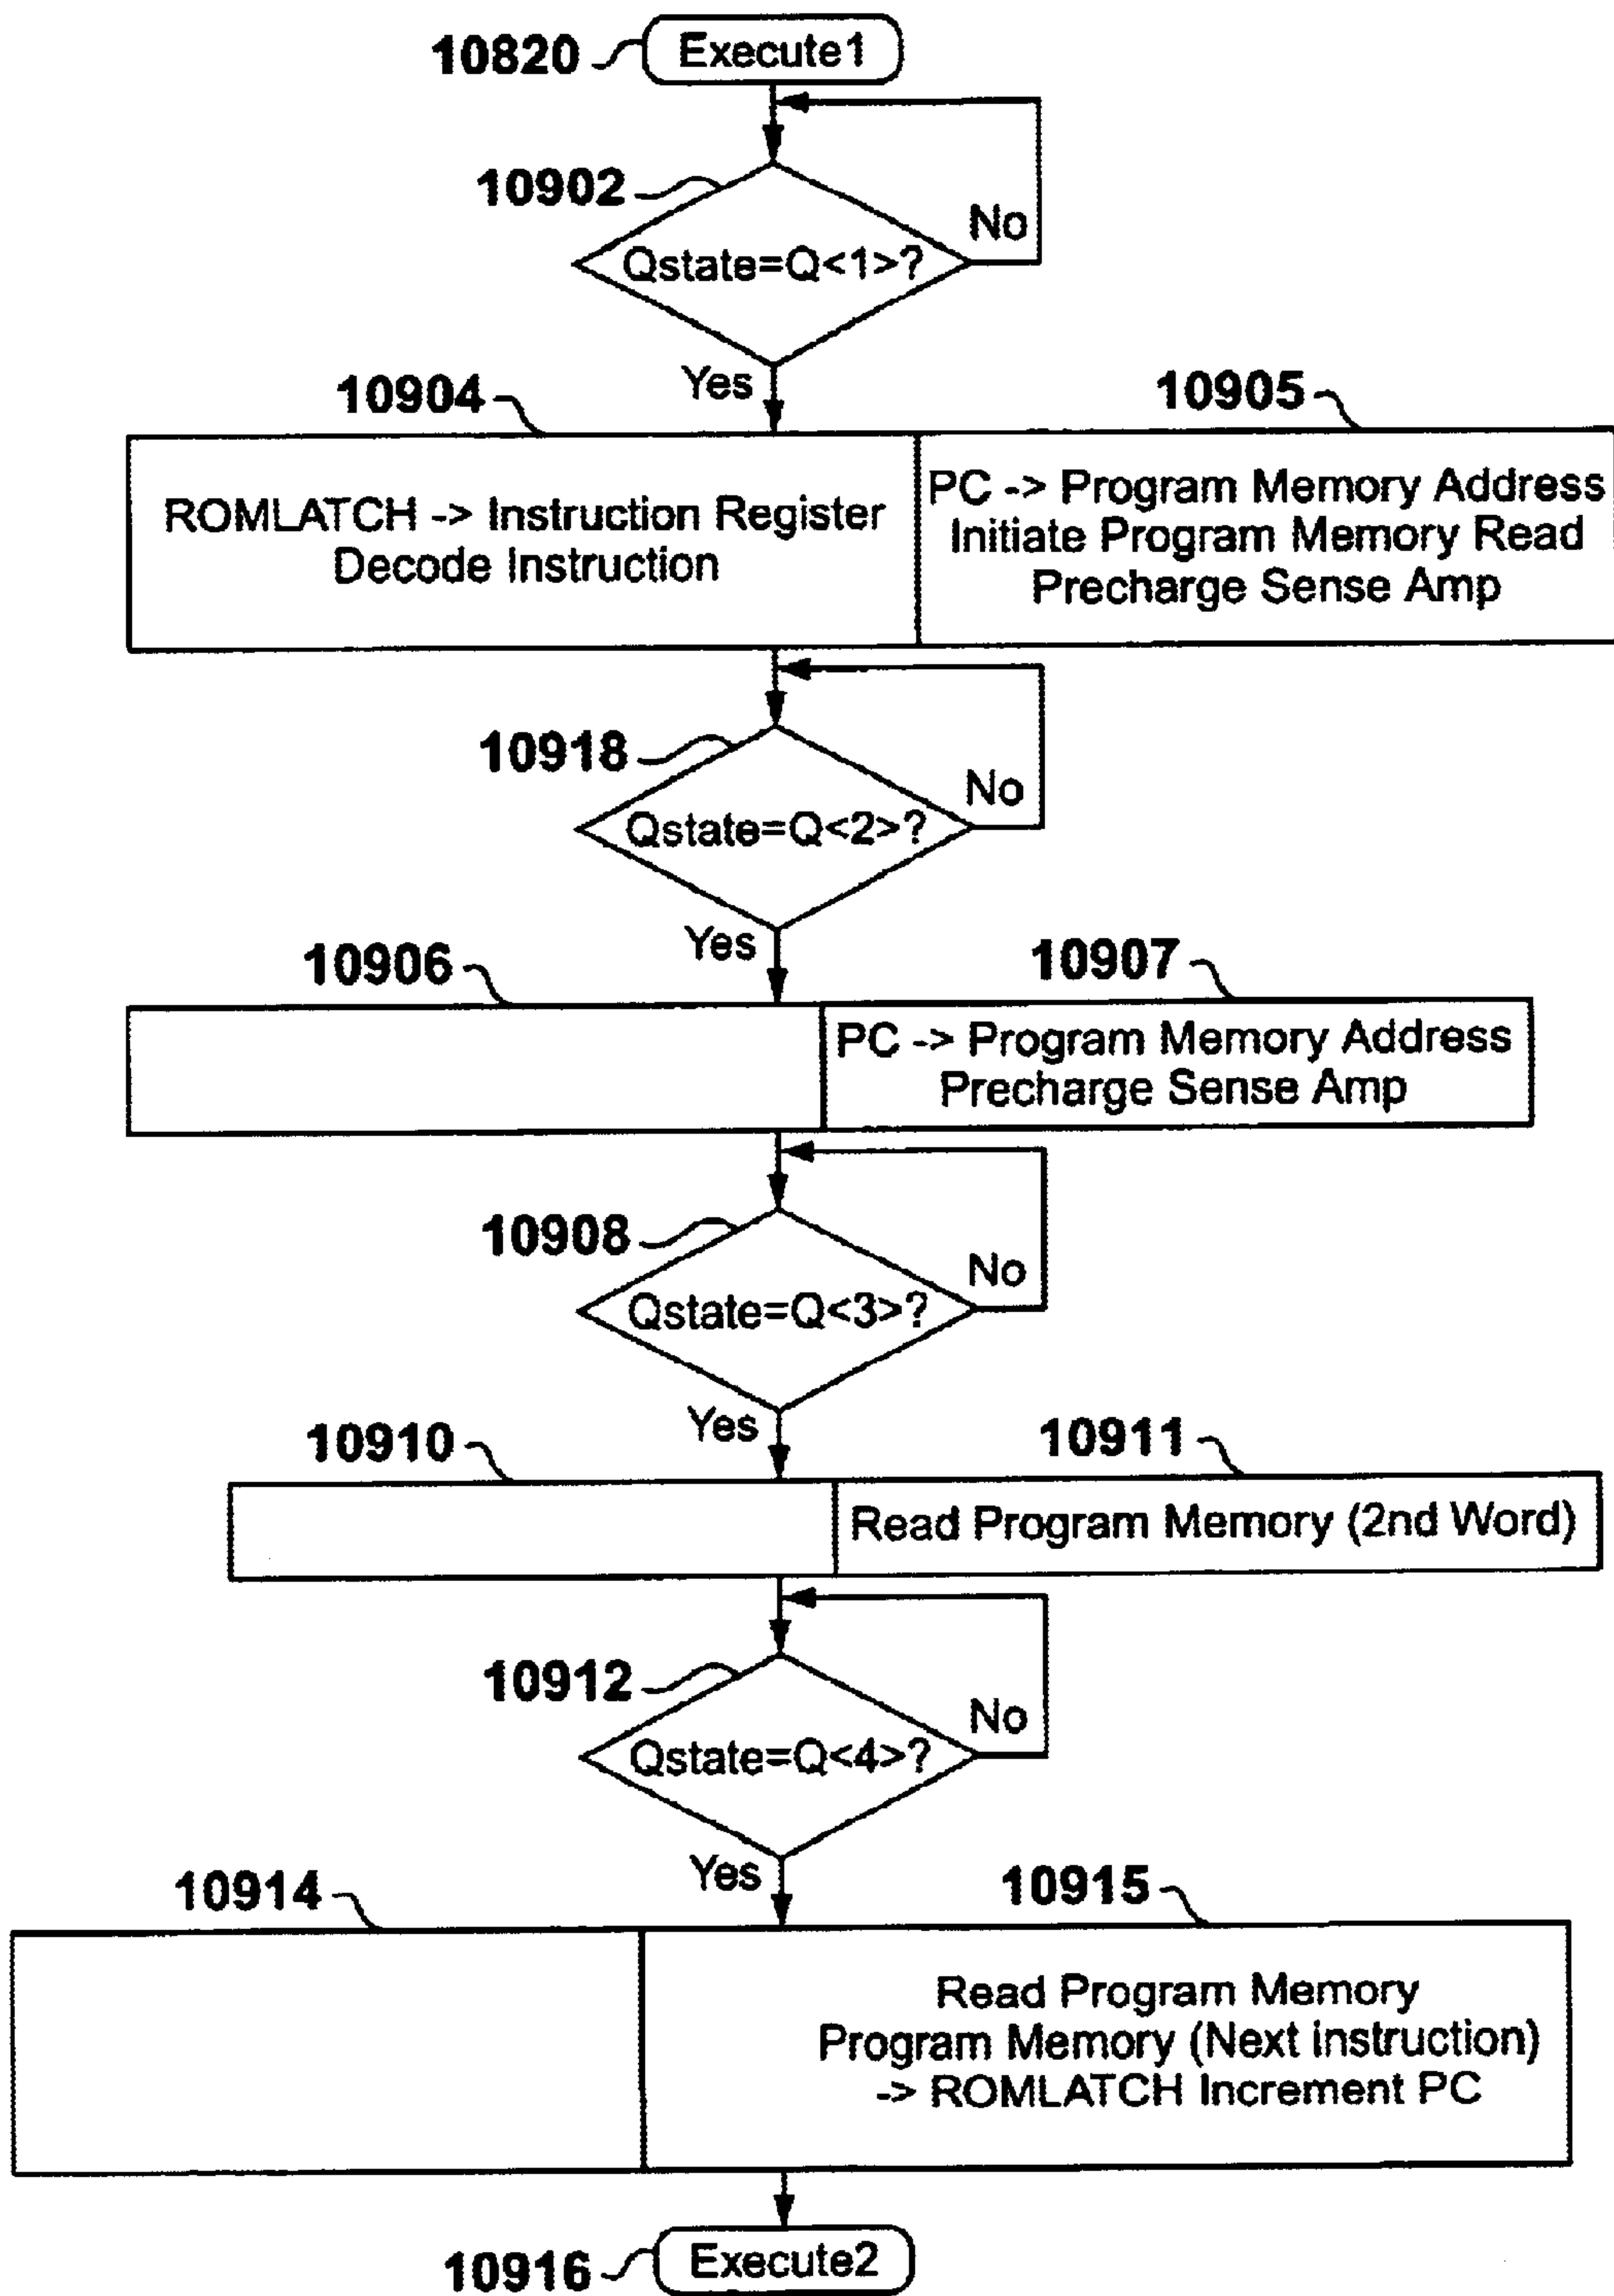 10820 Execute1
10902
No
Qstate=Q<1>?
Yes
10904 10905
ROMLATCH -> Instruction Register
Decode Instruction
PC -> Program Memory Address
Initiate Program Memory Read
Precharge Sense Amp
10918
No
Qstate=Q<2>?
Yes
10906 10907
PC -> Program Memory Address
Precharge Sense Amp
10908
No
Qstate=Q<3>?
Yes
10910 10911
Read Program Memory (2nd Word)
10912
No
Qstate=Q<4>?
Yes
10914 10915
Read Program Memory
Program Memory (Next instruction)
-> ROMLATCH Increment PC
10916 Execute2